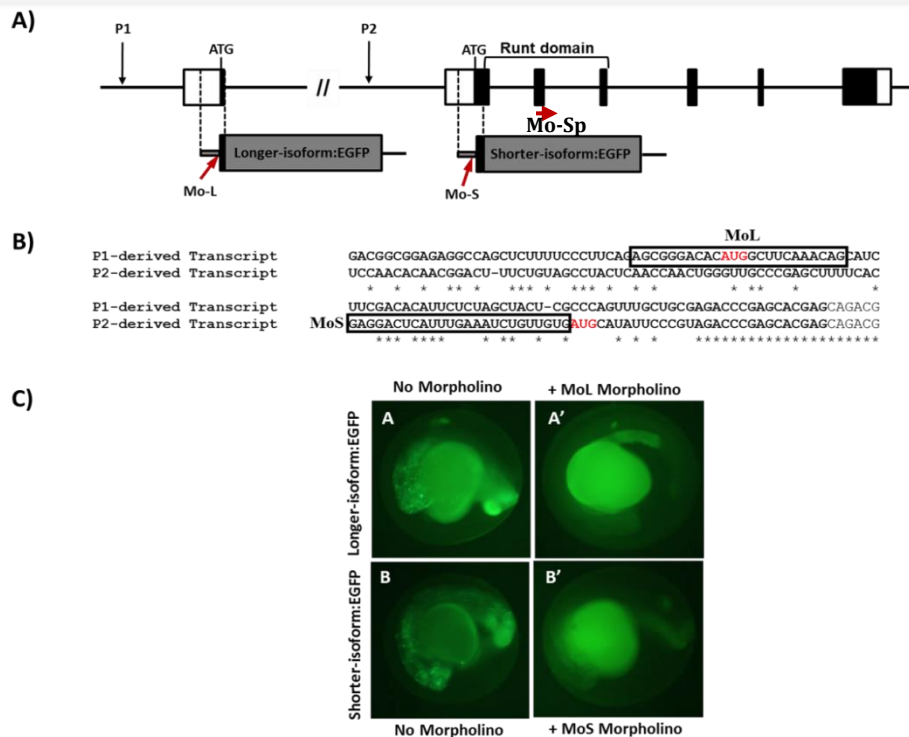 A)
P1
P2
ATG
ATG
Runt domain
//
Mo-Sp
Longer-isoform:EGFP
Shorter-isoform:EGFP
Mo-L
Mo-S
B)
MoL
P1-derived Transcript GACGGCGGAGAGGCCAGCUCUUUUUCCCUUCAGAGCGGGACACAUGGCUUCAAACAGCAUC
P2-derived Transcript UCCAACACAACGGACU-UUCUGUAGCCUACUCAACCAACUGGGUUGCCCGAGCUUUUCAC
P1-derived Transcript UUCGACACAUUCUCUAGCUACU-CGCCCAGUUUGCUGCGAGACCCGAGCACGAGCAGACG
P2-derived Transcript MoS GAGGACUCAUUUGAAAUCUGUUGUGAUGCAUAUUCCCGUAGACCCGAGCACGAGCAGACG
C)
No Morpholino
+ MoL Morpholino
Longer-isoform:EGFP
A
A’
Shorter-isoform:EGFP
B
B’
No Morpholino
+ MoS Morpholino